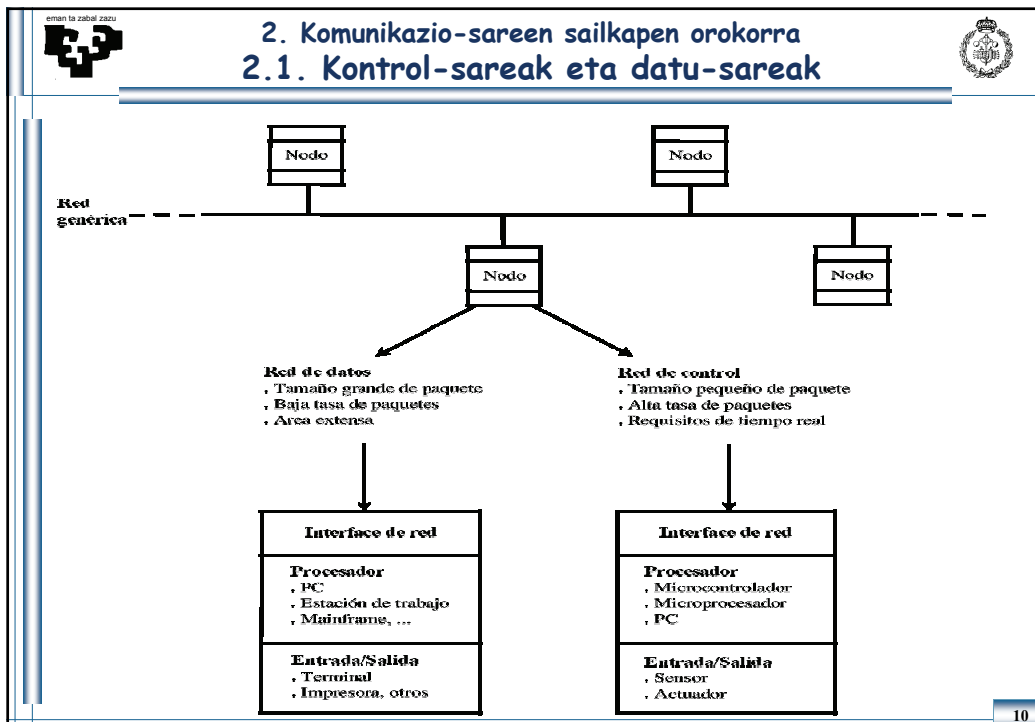 eman ta zabal zazu
2. Komunikazio-sareen sailkapen orokorra
2.1. Kontrol-sareak eta datu-sareak
Nodo
Nodo
Red
genérica
Nodo
Nodo
Red de datos
. Tamaño grande de paquete
. Baja tasa de paquetes
. Area extensa
Red de control
. Tamaño pequeño de paquete
. Alta tasa de paquetes
. Requisitos de tiempo real
Interface de red
Procesador
. PC
. Estación de trabajo
. Mainframe, ...
Entrada/Salida
. Terminal
. Impresora, otros
Interface de red
Procesador
. Microcontrolador
. Microprocesador
. PC
Entrada/Salida
. Sensor
. Actuador
10